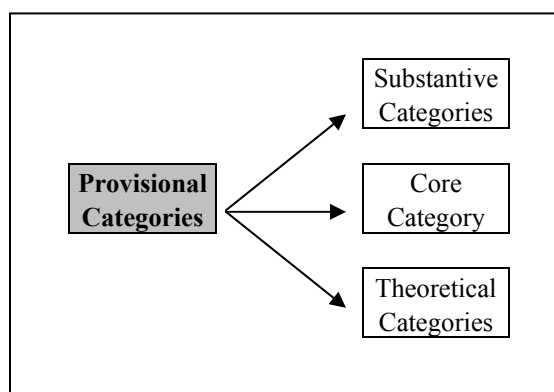 Substantive
Categories
Provisional
Categories
Core
Category
Theoretical
Categories